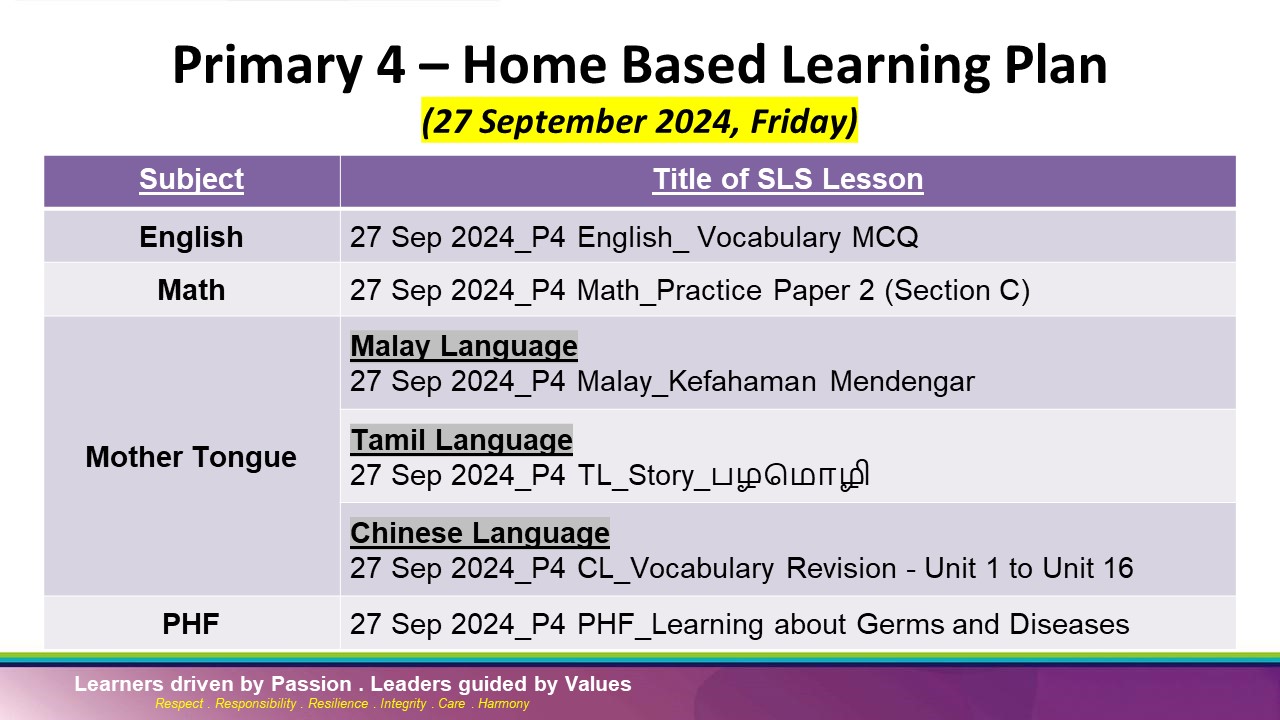 Primary 4 – Home Based Learning Plan
(27 September 2024, Friday)
Subject
Title of SLS Lesson
English
27 Sep 2024_P4 English_ Vocabulary MCQ
Math
27 Sep 2024_P4 Math_Practice Paper 2 (Section C)
Mother Tongue
Malay Language
27 Sep 2024_P4 Malay_Kefahaman Mendengar
Tamil Language
27 Sep 2024_P4 TL_Story_பழமொழி
Chinese Language
27 Sep 2024_P4 CL_Vocabulary Revision - Unit 1 to Unit 16
PHF
27 Sep 2024_P4 PHF_Learning about Germs and Diseases
Learners driven by Passion . Leaders guided by Values
Respect . Responsibility . Resilience . Integrity . Care . Harmony